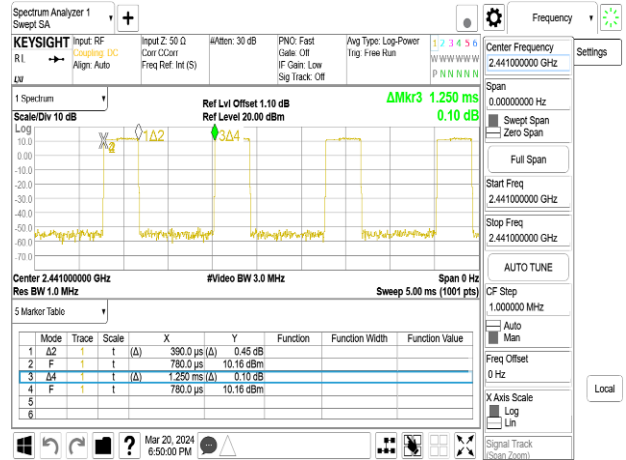 Spectrum Analyzer 1
Swept SA
+
Frequency
KEYSIGHT
Input: RF
Input Z: 50 Ω
#Atten: 30 dB
PNO: Fast
Avg Type: Log-Power
1 2 3 4 5 6
RL
Coupling: DC
Corr CCorr
Gate: Off
Trig: Free Run
Align: Auto
Freq Ref: Int (S)
IF Gain: Low
W W W W W W
Sig Track: Off
P N N N N N
LW
1 Spectrum
Ref Lvl Offset 1.10 dB
ΔMkr3 1.250 ms
Scale/Div 10 dB
Ref Level 20.00 dBm
0.10 dB
Log
10.0
0.00
-10.0
-20.0
-30.0
-40.0
-50.0
-60.0
-70.0
X
2
1Δ2
3Δ4
Center 2.441000000 GHz
#Video BW 3.0 MHz
Span 0 Hz
Res BW 1.0 MHz
Sweep 5.00 ms (1001 pts)
5 Marker Table
Mode Trace Scale X Y Function Function Width Function Value
1 Δ2 1 t (Δ) 390.0 µs (Δ) 0.45 dB
2 F 1 t 780.0 µs 10.16 dBm
3 Δ4 1 t (Δ) 1.250 ms (Δ) 0.10 dB
4 F 1 t 780.0 µs 10.16 dBm
5
6
?
Mar 20, 2024
6:50:00 PM
Center Frequency
2.441000000 GHz
Settings
Span
0.00000000 Hz
Swept Span
Zero Span
Full Span
Start Freq
2.441000000 GHz
Stop Freq
2.441000000 GHz
AUTO TUNE
CF Step
1.000000 MHz
Auto
Man
Freq Offset
0 Hz
X Axis Scale
Log
Lin
Local
Signal Track
(Span Zoom)